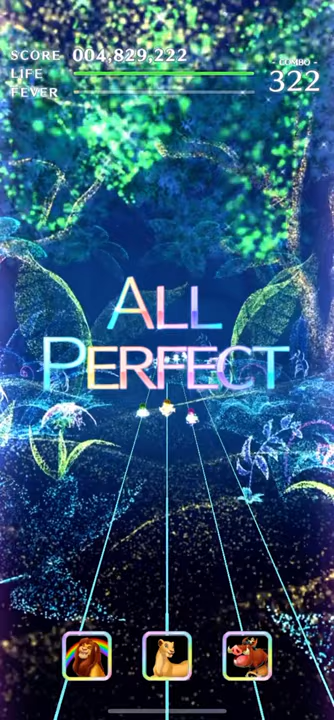 SCORE 004,829,222
LIFE
FEVER
- COMBO -
322
ALL
PERFECT